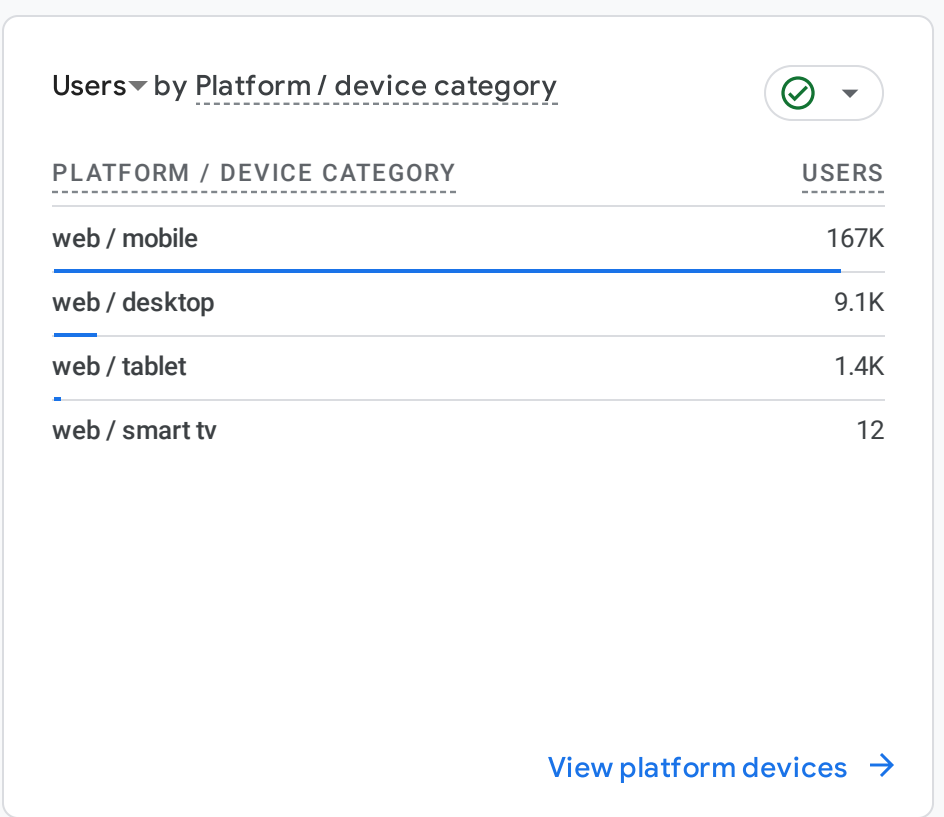 Users by Platform / device category
PLATFORM / DEVICE CATEGORY USERS
web / mobile 167K
web / desktop 9.1K
web / tablet 1.4K
web / smart tv 12
View platform devices